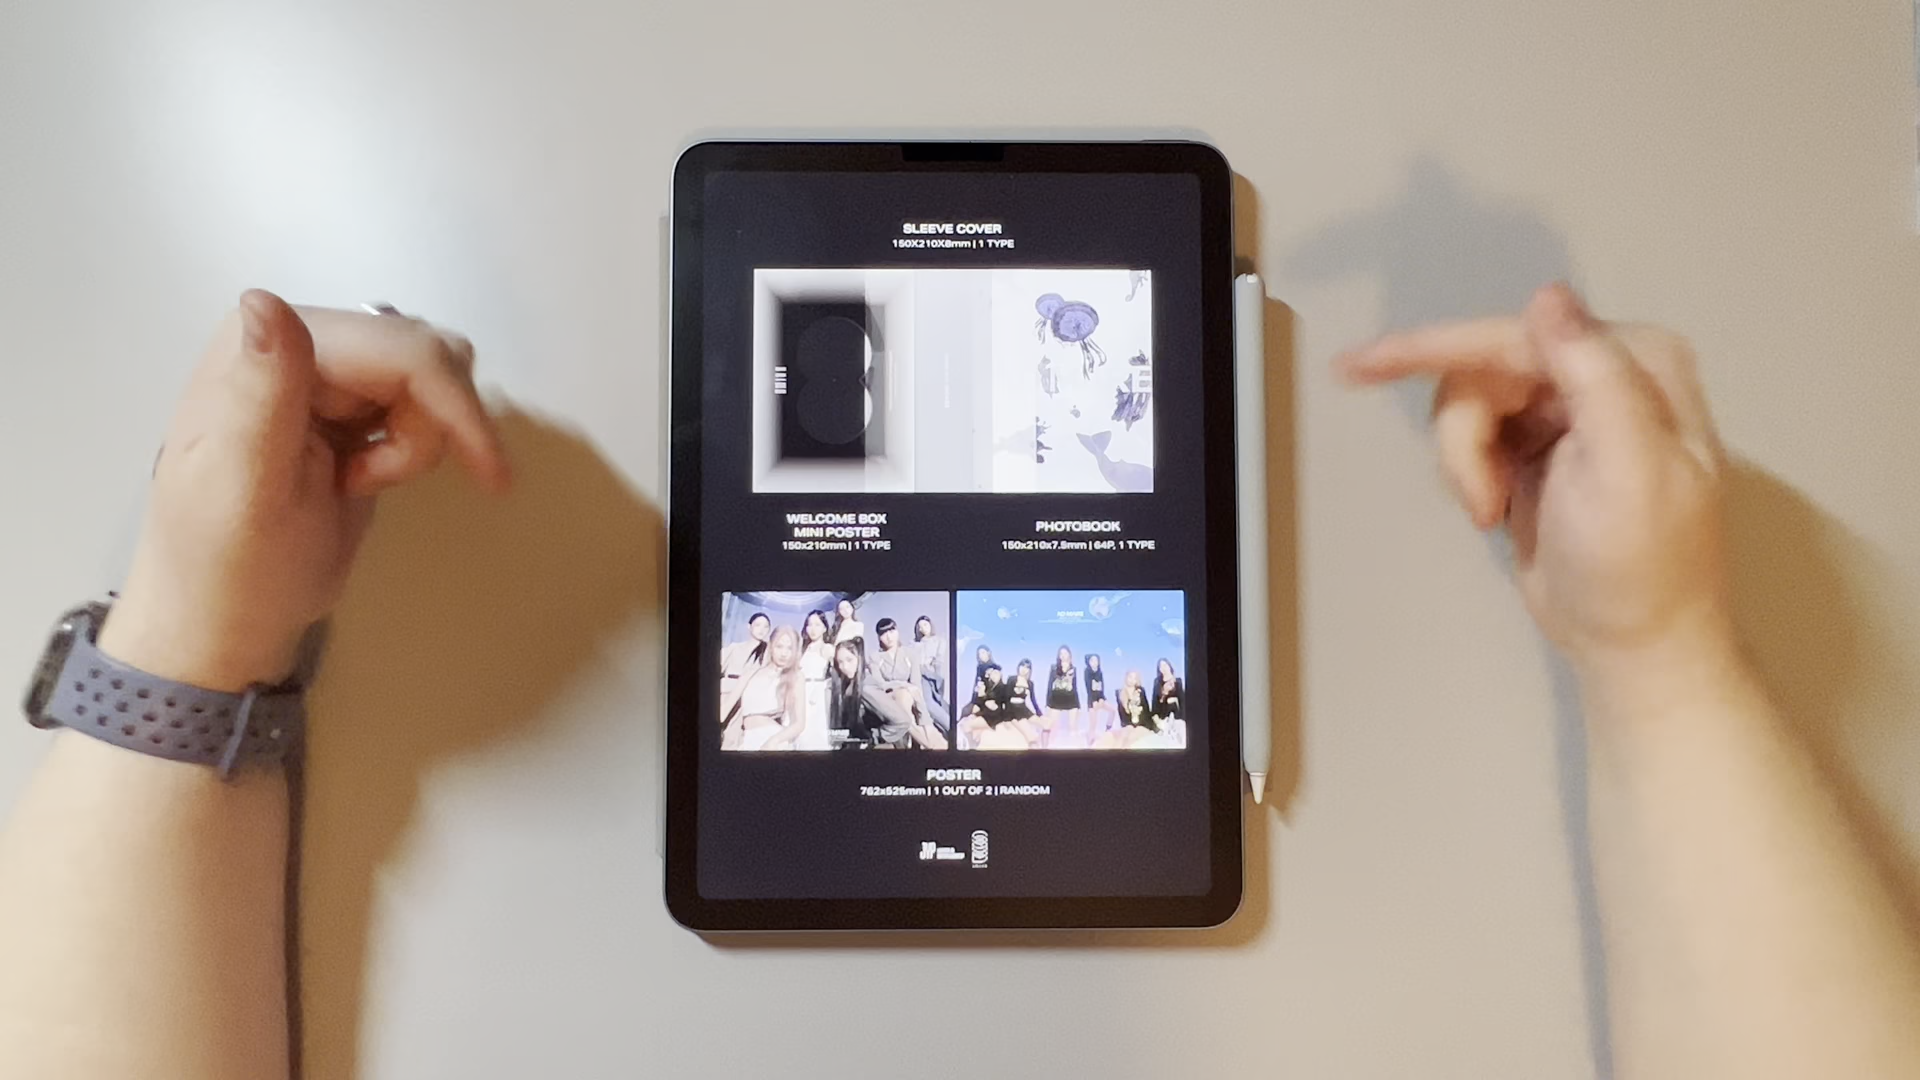 SLEEVE COVER
150X210X8mm | 1 TYPE
WELCOME BOX
MINI POSTER
150x210mm | 1 TYPE
PHOTOBOOK
150x210x7.5mm | 64P, 1 TYPE
POSTER
762x525mm | 1 OUT OF 2 | RANDOM
JYP